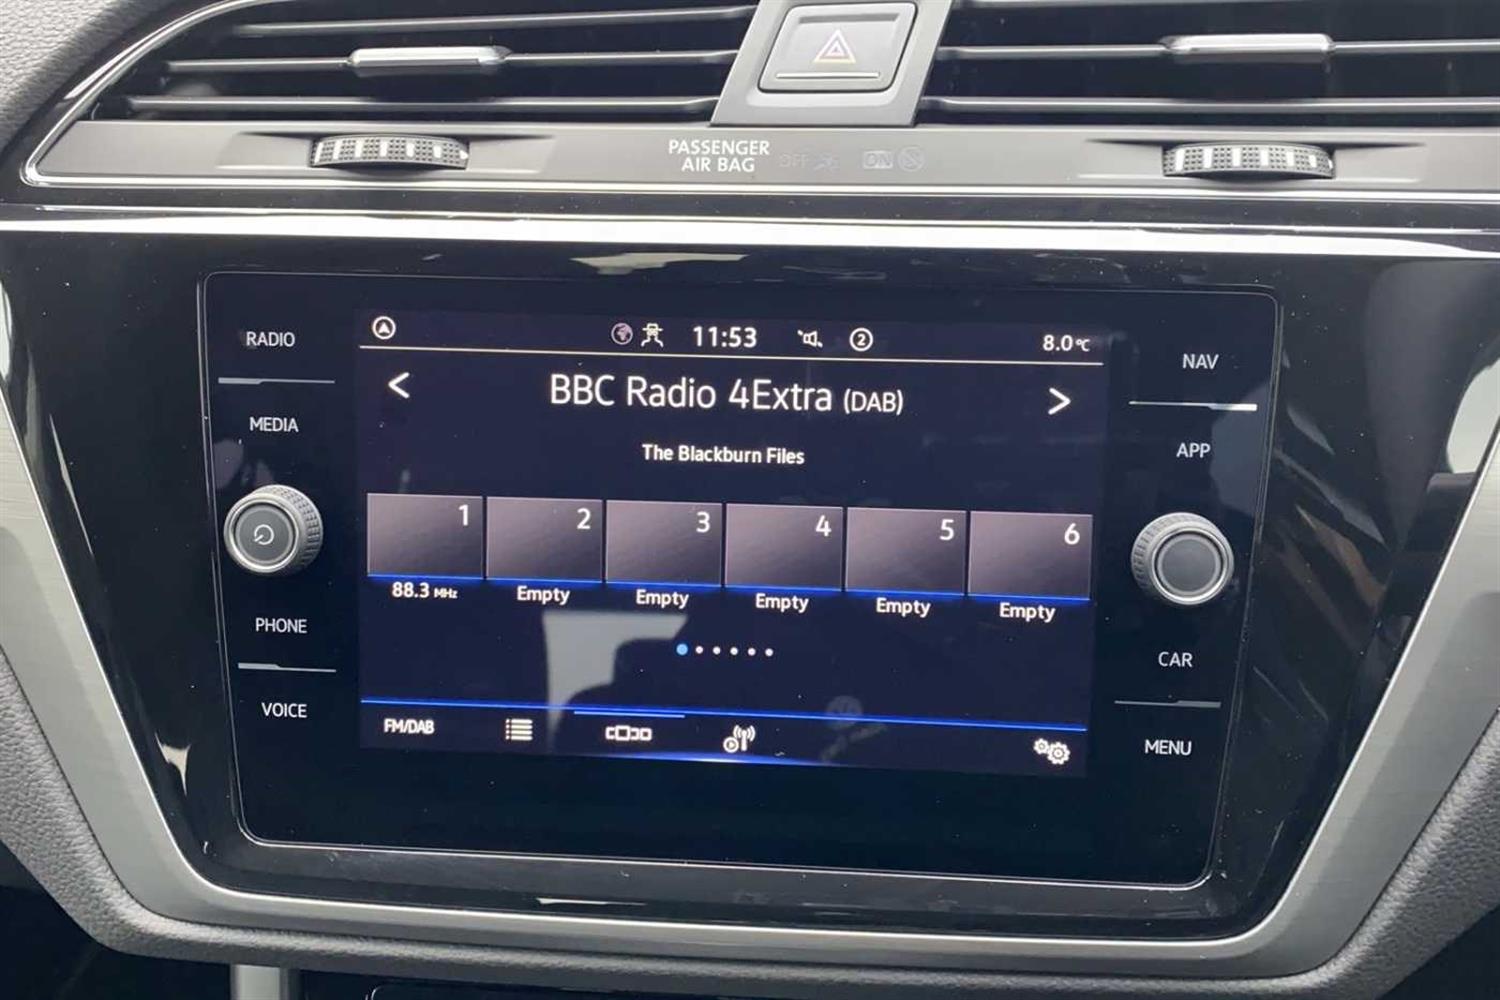 PASSENGER
AIR BAG
OFF
ON
RADIO
MEDIA
PHONE
VOICE
11:53
2
8.0°C
< BBC Radio 4Extra (DAB) >
The Blackburn Files
1 2 3 4 5 6
88.3 MHz Empty Empty Empty Empty Empty
FM/DAB
NAV
APP
CAR
MENU